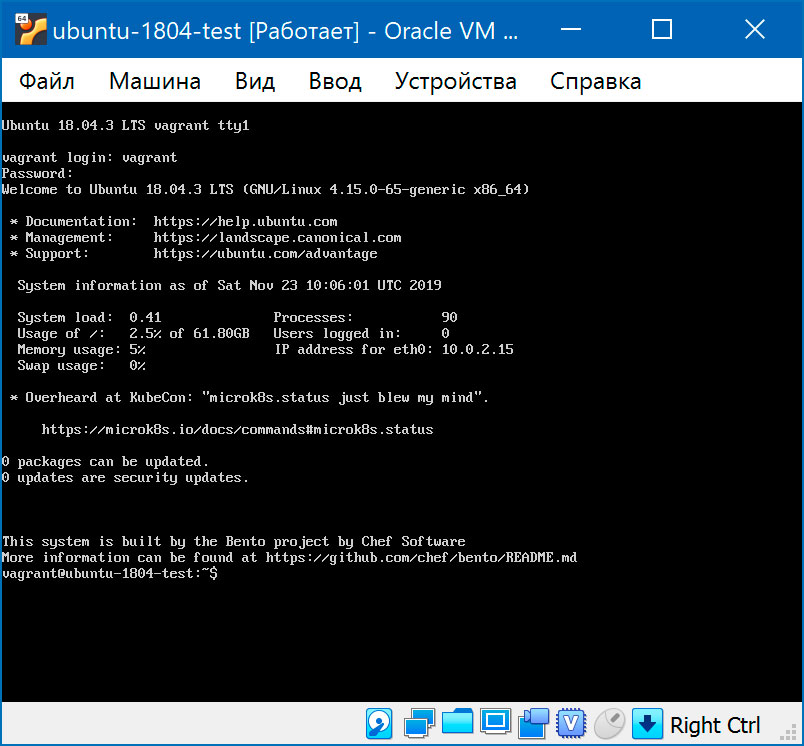 64
ubuntu-1804-test [Работает] - Oracle VM ...
Файл Машина Вид Ввод Устройства Справка
Ubuntu 18.04.3 LTS vagrant tty1
vagrant login: vagrant
Password:
Welcome to Ubuntu 18.04.3 LTS (GNU/Linux 4.15.0-65-generic x86_64)
* Documentation: https://help.ubuntu.com
* Management: https://landscape.canonical.com
* Support: https://ubuntu.com/advantage
System information as of Sat Nov 23 10:06:01 UTC 2019
System load: 0.41 Processes: 90
Usage of /: 2.5% of 61.80GB Users logged in: 0
Memory usage: 5% IP address for eth0: 10.0.2.15
Swap usage: 0%
* Overheard at KubeCon: "microk8s.status just blew my mind".
https://microk8s.io/docs/commands#microk8s.status
0 packages can be updated.
0 updates are security updates.
This system is built by the Bento project by Chef Software
More information can be found at https://github.com/chef/bento/README.md
vagrant@ubuntu-1804-test:~$
V
Right Ctrl